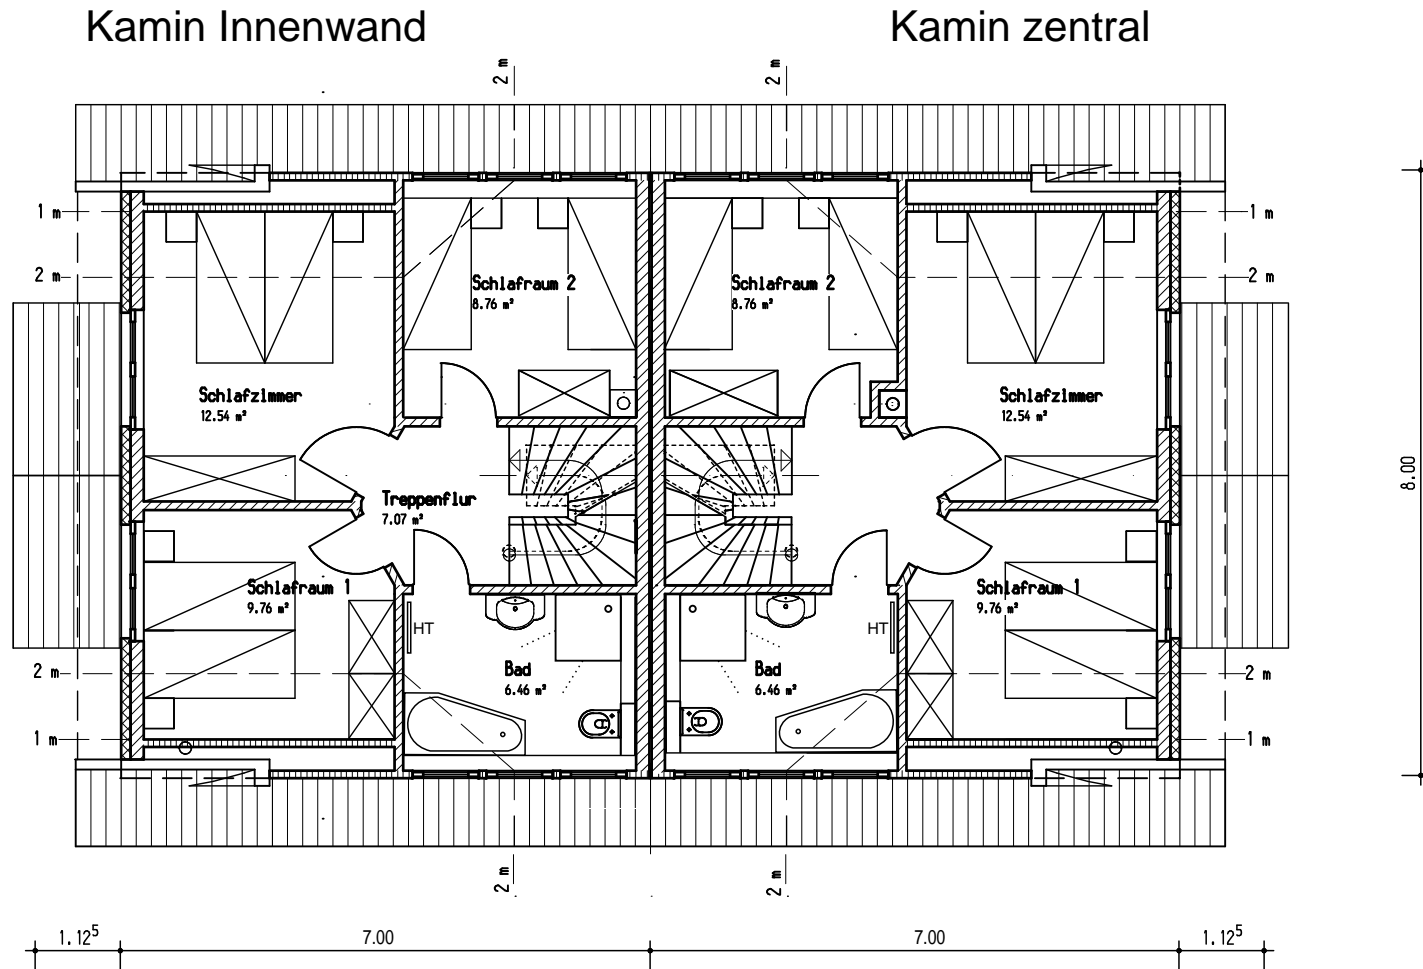 Kamin Innenwand
Kamin zentral
2 m
2 m
1 m
1 m
2 m
2 m
Schlafraum 2
8.76 m²
Schlafraum 2
8.76 m²
Schlafzimmer
12.54 m²
Schlafzimmer
12.54 m²
8.00
Treppenflur
7.07 m²
Schlafraum 1
9.76 m²
Schlafraum 1
9.76 m²
HT
HT
Bad
6.46 m²
Bad
6.46 m²
2 m
2 m
1 m
1 m
2 m
2 m
1.12⁵
7.00
7.00
1.12⁵